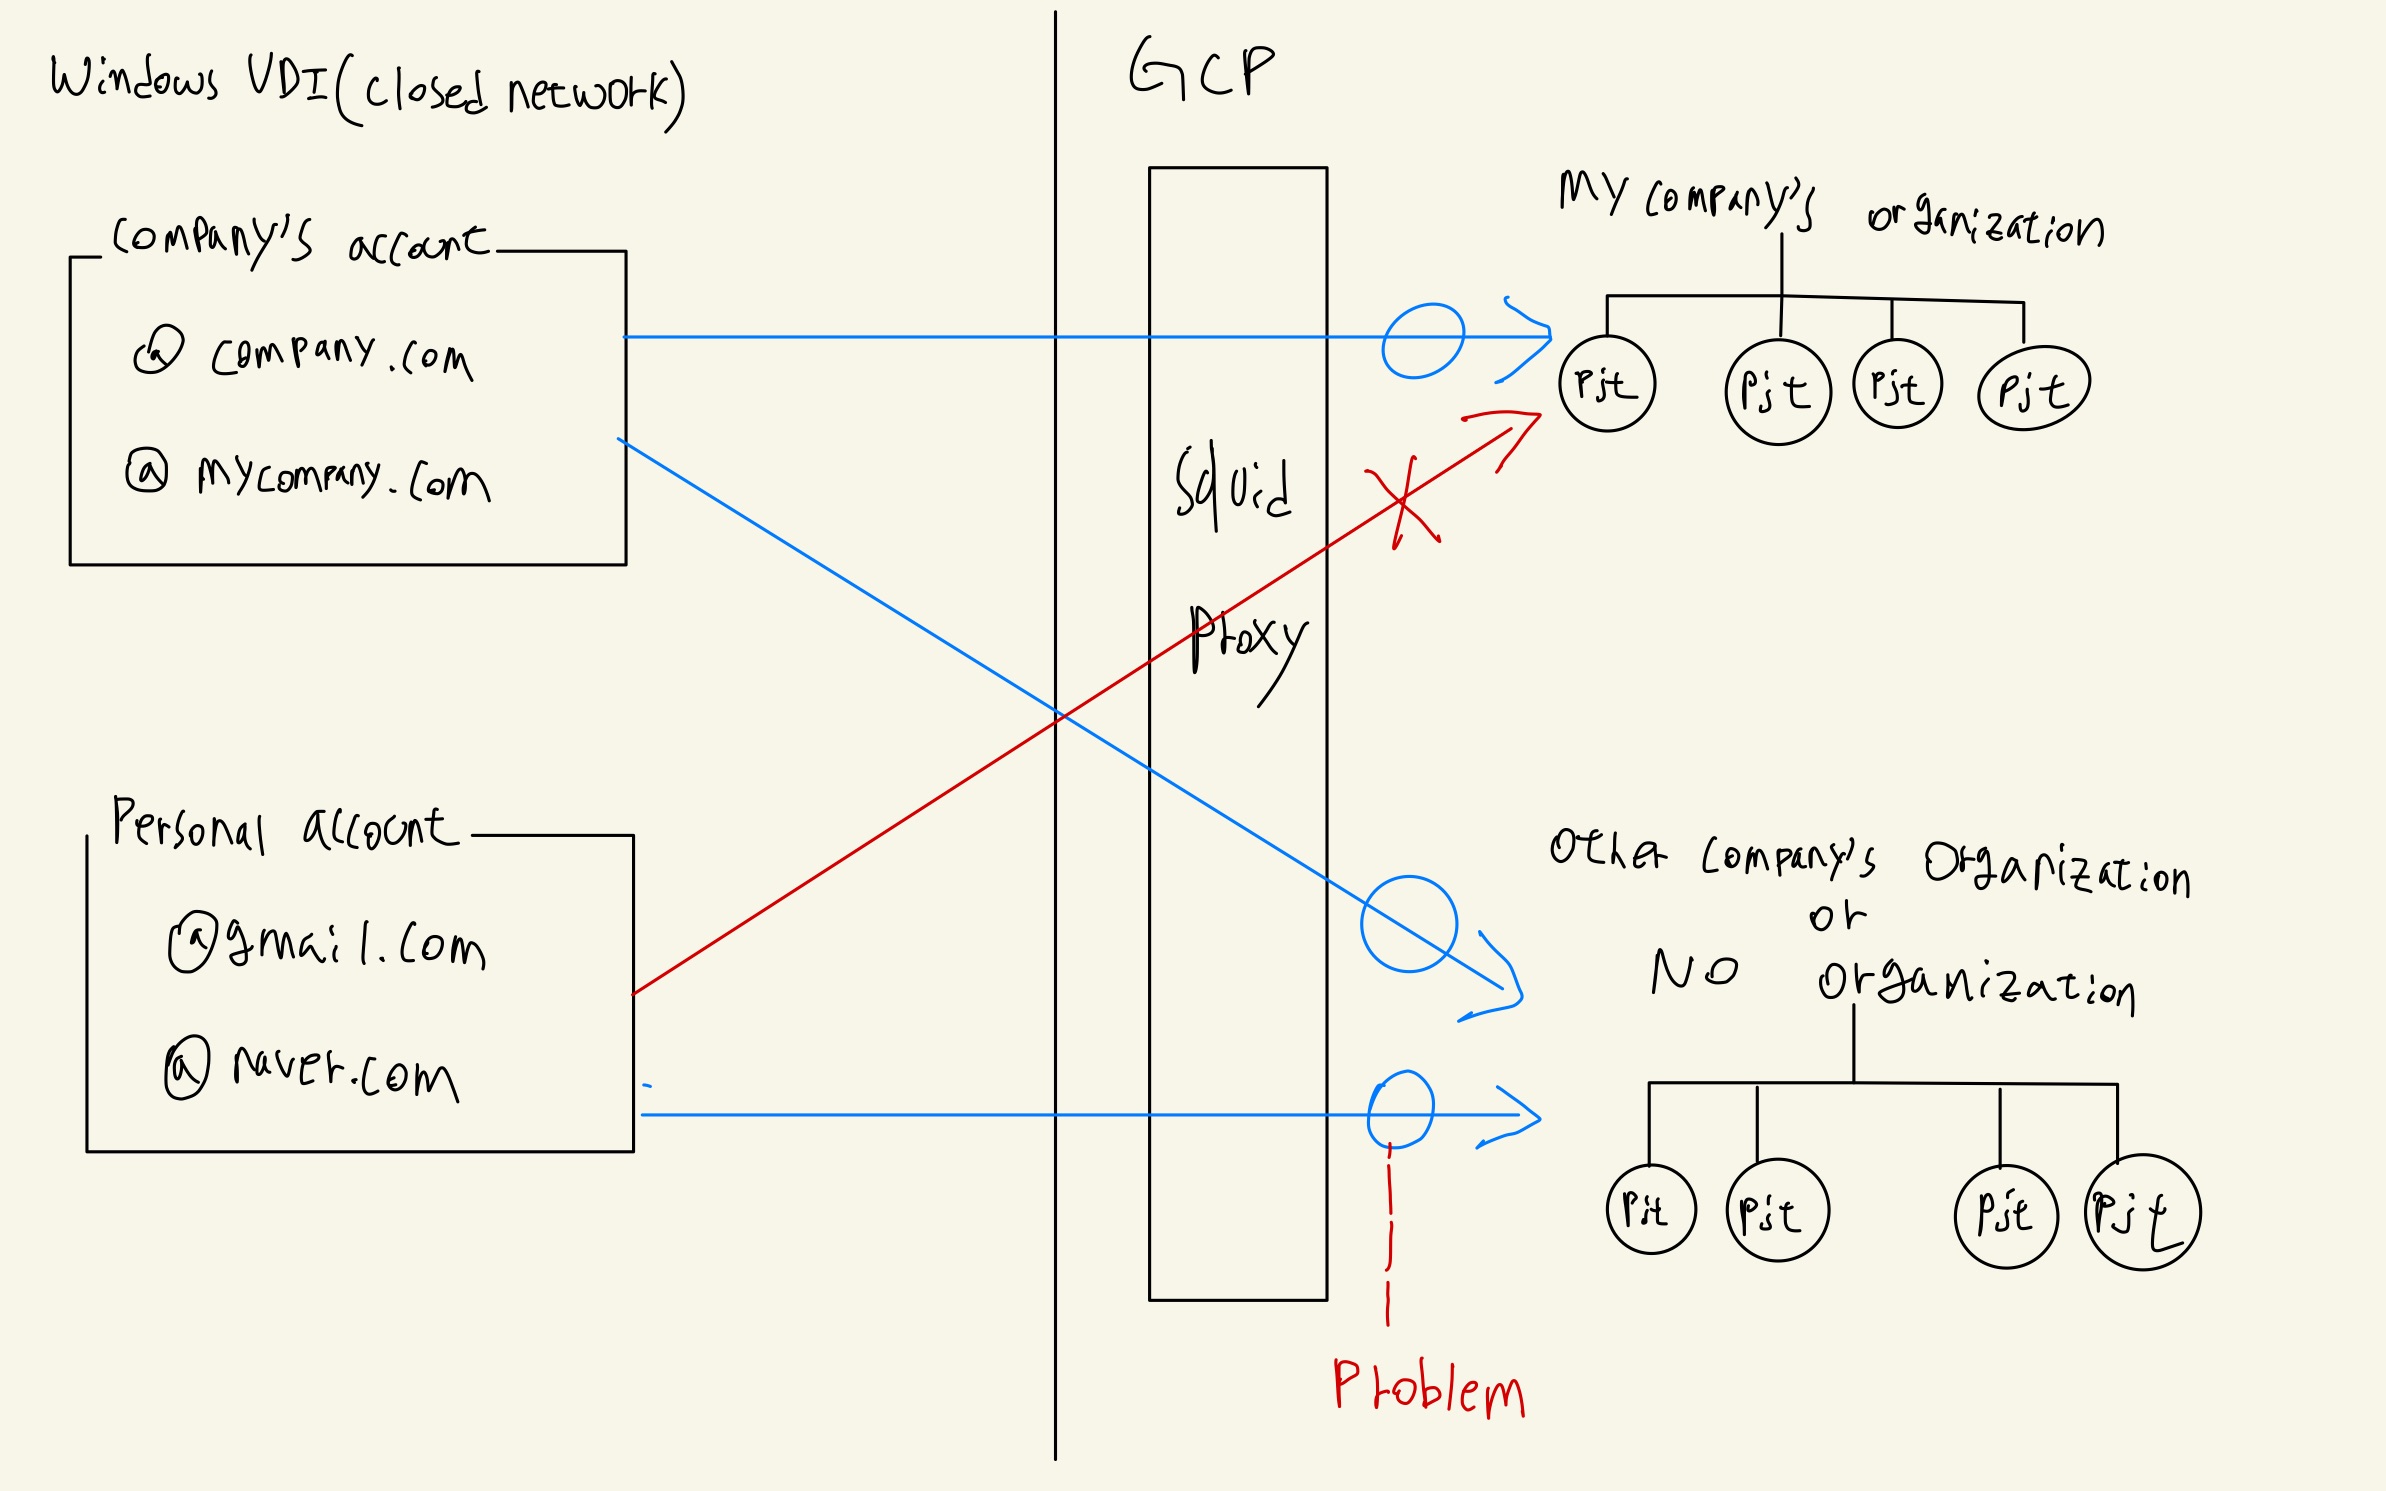 Windows VDI (closed network)
GCP
company's account
@ company.com
@ mycompany.com
Squid
Proxy
MY company's organization
Pjt
Pjt
Pjt
Pjt
Personal account
@gmail.com
@ naver.com
Other company's Organization
or
NO organization
Pjt
Pjt
Pjt
Pjt
Problem